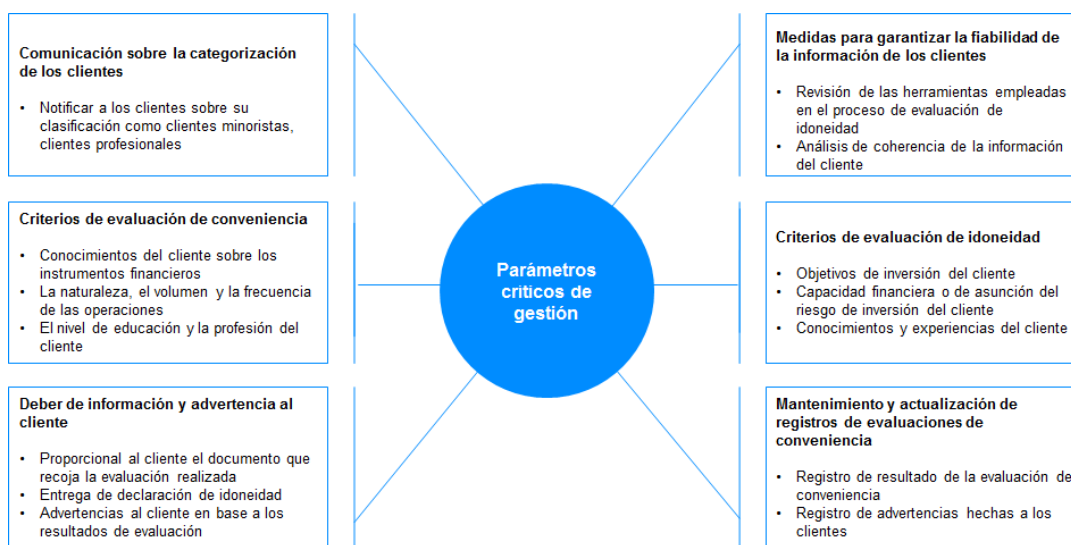 Comunicación sobre la categorización
de los clientes
• Notificar a los clientes sobre su
clasificación como clientes minoristas,
clientes profesionales
Criterios de evaluación de conveniencia
• Conocimientos del cliente sobre los
instrumentos financieros
• La naturaleza, el volumen y la frecuencia
de las operaciones
• El nivel de educación y la profesión del
cliente
Deber de información y advertencia al
cliente
• Proporcional al cliente el documento que
recoja la evaluación realizada
• Entrega de declaración de idoneidad
• Advertencias al cliente en base a los
resultados de evaluación
Parámetros
críticos de
gestión
Medidas para garantizar la fiabilidad de
la información de los clientes
• Revisión de las herramientas empleadas
en el proceso de evaluación de
idoneidad
• Análisis de coherencia de la información
del cliente
Criterios de evaluación de idoneidad
• Objetivos de inversión del cliente
• Capacidad financiera o de asunción del
riesgo de inversión del cliente
• Conocimientos y experiencias del cliente
Mantenimiento y actualización de
registros de evaluaciones de
conveniencia
• Registro de resultado de la evaluación de
conveniencia
• Registro de advertencias hechas a los
clientes